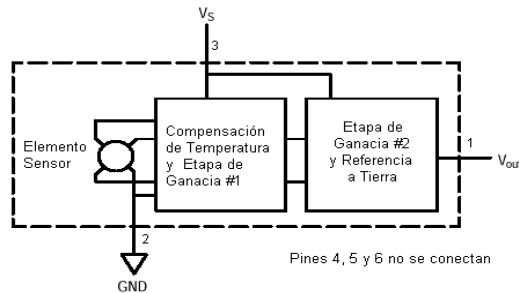 VS
3
Elemento
Sensor
Compensación
de Temperatura
y Etapa de
Ganacia #1
Etapa de
Ganacia #2
y Referencia
a Tierra
1
Vout
2
GND
Pines 4, 5 y 6 no se conectan